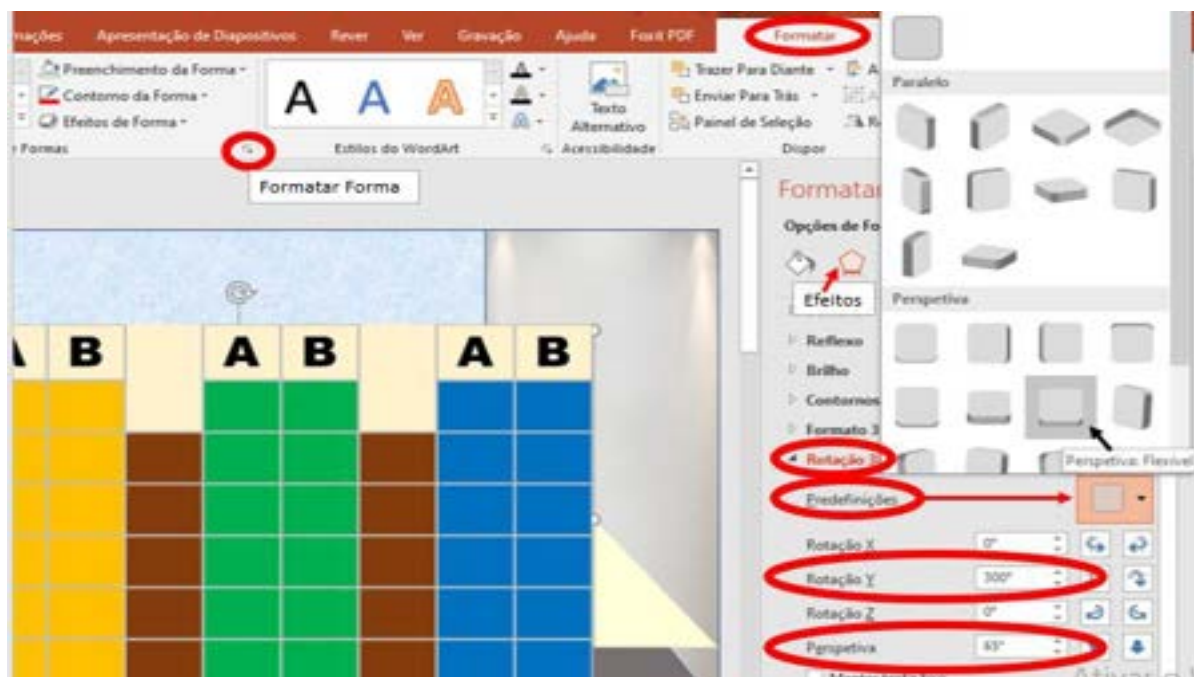 mações Apresentação de Diapositivos Rever Ver Gravação Ajuda Foxit PDF Formatar
Preenchimento da Forma
Contorno da Forma
Efeitos de Forma
A A A
Texto
Alternativo
Trazer Para Diante
Enviar Para Trás
Painel de Seleção
Formas Estilos do WordArt Acessibilidade Dispor
Formatar Forma
Paralelo
Formatar
Opções de Fo
Efeitos
Perspetiva
B A B A B
Reflexo
Brilho
Contornos
Formato 3
Rotação 3
Perspetiva: Flexível
Predefinições
Rotação X 0°
Rotação Y 300°
Rotação Z 0°
Perspetiva 65°